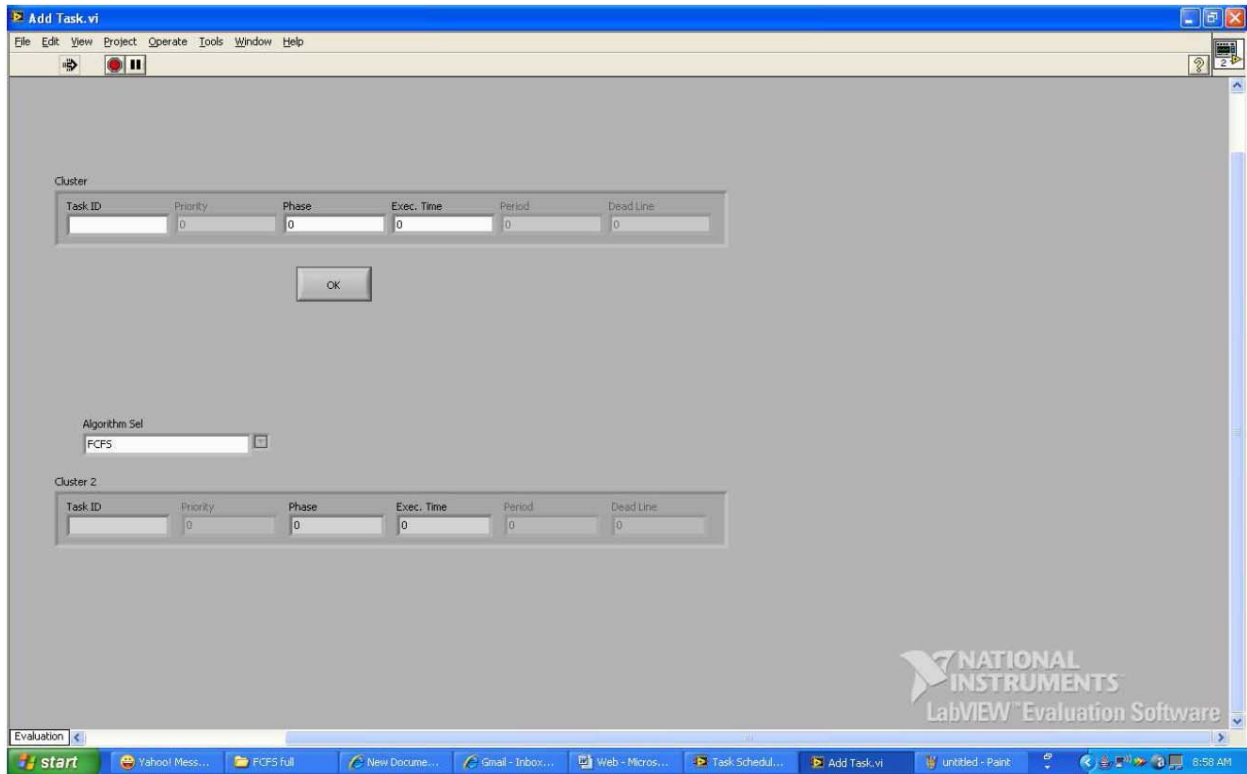 Add Task.vi
File Edit View Project Operate Tools Window Help
2
Cluster
Task ID Priority Phase Exec. Time Period Dead Line
0 0 0 0 0
OK
Algorithm Sel
FCFS
Cluster 2
Task ID Priority Phase Exec. Time Period Dead Line
0 0 0 0 0
NATIONAL
INSTRUMENTS
LabVIEW™ Evaluation Software
Evaluation
start Yahoo! Mess... FCFS full New Docume... Gmail - Inbox... Web - Micros... Task Schedul... Add Task.vi untitled - Paint 8:58 AM